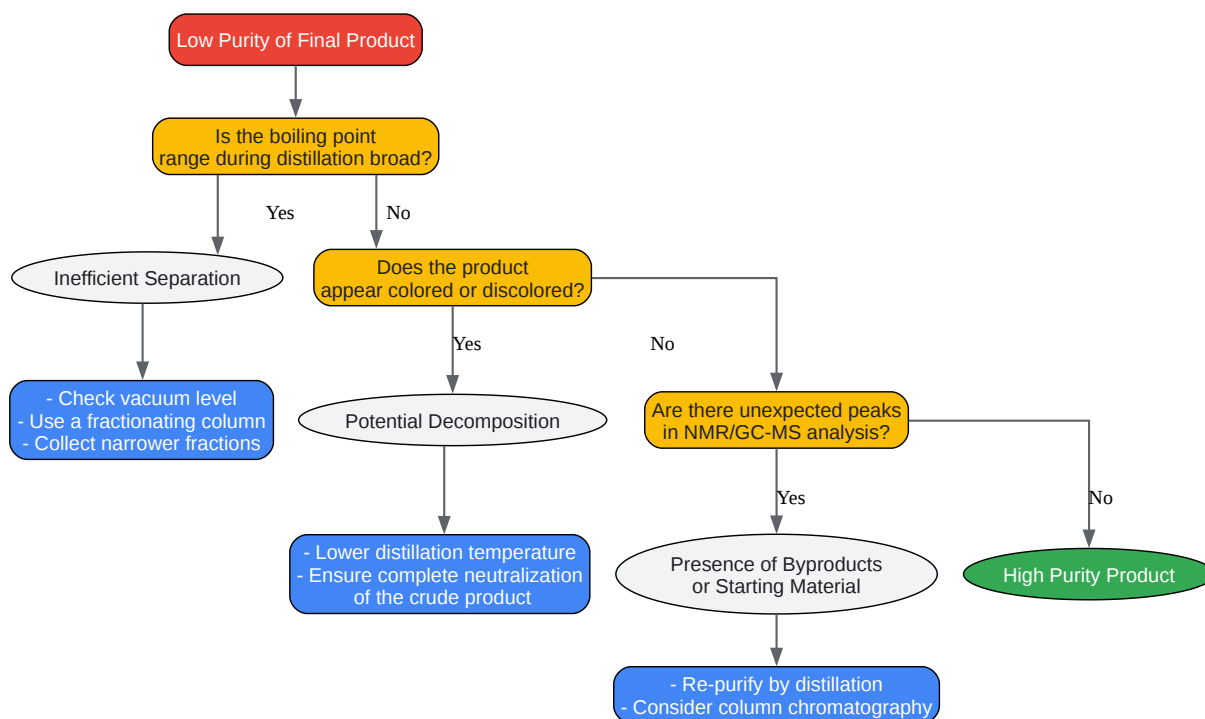 Low Purity of Final Product
Is the boiling point
range during distillation broad?
Yes
No
Inefficient Separation
Does the product
appear colored or discolored?
Yes
No
- Check vacuum level
- Use a fractionating column
- Collect narrower fractions
Potential Decomposition
Are there unexpected peaks
in NMR/GC-MS analysis?
Yes
No
- Lower distillation temperature
- Ensure complete neutralization
of the crude product
Presence of Byproducts
or Starting Material
High Purity Product
- Re-purify by distillation
- Consider column chromatography